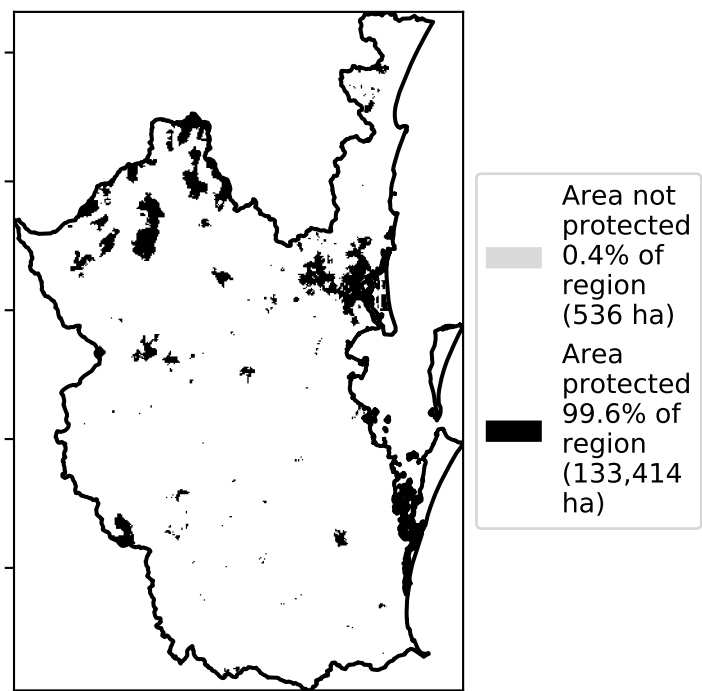 Area not
protected
0.4% of
region
(536 ha)
Area
protected
99.6% of
region
(133,414
ha)